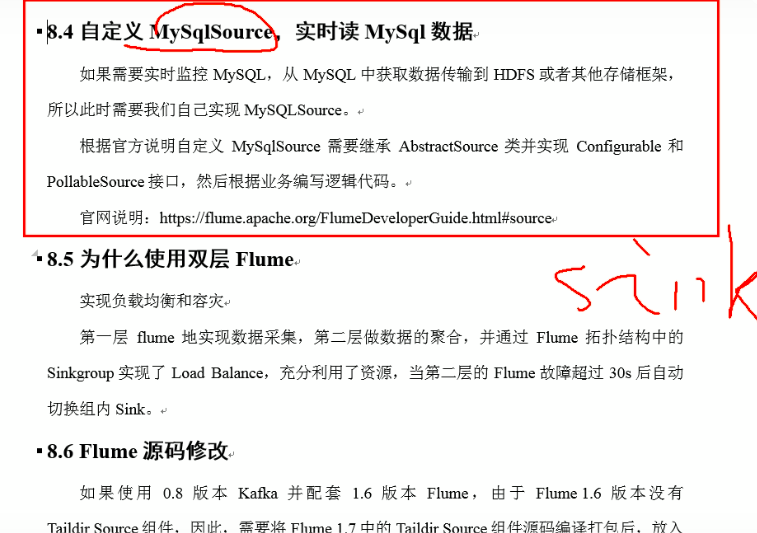 8.4 自定义 MySqlSource，实时读 MySql 数据
如果需要实时监控 MySQL，从 MySQL 中获取数据传输到 HDFS 或者其他存储框架，
所以此时需要我们自己实现 MySQLSource。
根据官方说明自定义 MySqlSource 需要继承 AbstractSource 类并实现 Configurable 和
PollableSource 接口，然后根据业务编写逻辑代码。
官网说明：https://flume.apache.org/FlumeDeveloperGuide.html#source
8.5 为什么使用双层 Flume
sink
实现负载均衡和容灾
第一层 flume 地实现数据采集，第二层做数据的聚合，并通过 Flume 拓扑结构中的
Sinkgroup 实现了 Load Balance，充分利用了资源，当第二层的 Flume 故障超过 30s 后自动
切换组内 Sink。
8.6 Flume 源码修改
如果使用 0.8 版本 Kafka 并配套 1.6 版本 Flume，由于 Flume 1.6 版本没有
Taildir Source 组件，因此，需要将 Flume 1.7 中的 Taildir Source 组件源码编译打包后，放入